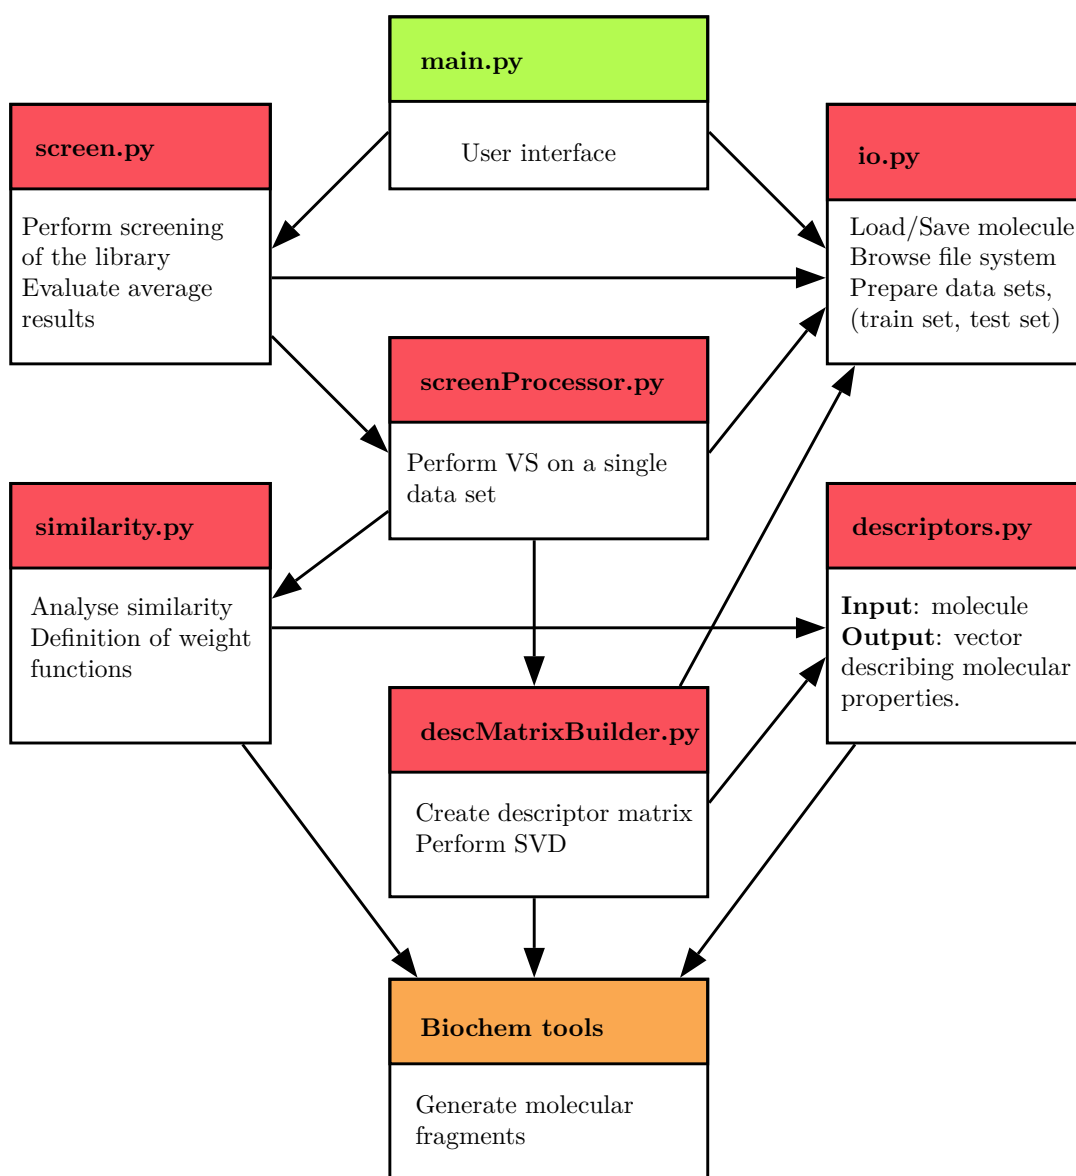 main.py
User interface
screen.py
Perform screening
of the library
Evaluate average
results
io.py
Load/Save molecule
Browse file system
Prepare data sets,
(train set, test set)
screenProcessor.py
Perform VS on a single
data set
similarity.py
Analyse similarity
Definition of weight
functions
descriptors.py
Input: molecule
Output: vector
describing molecular
properties.
descMatrixBuilder.py
Create descriptor matrix
Perform SVD
Biochem tools
Generate molecular
fragments